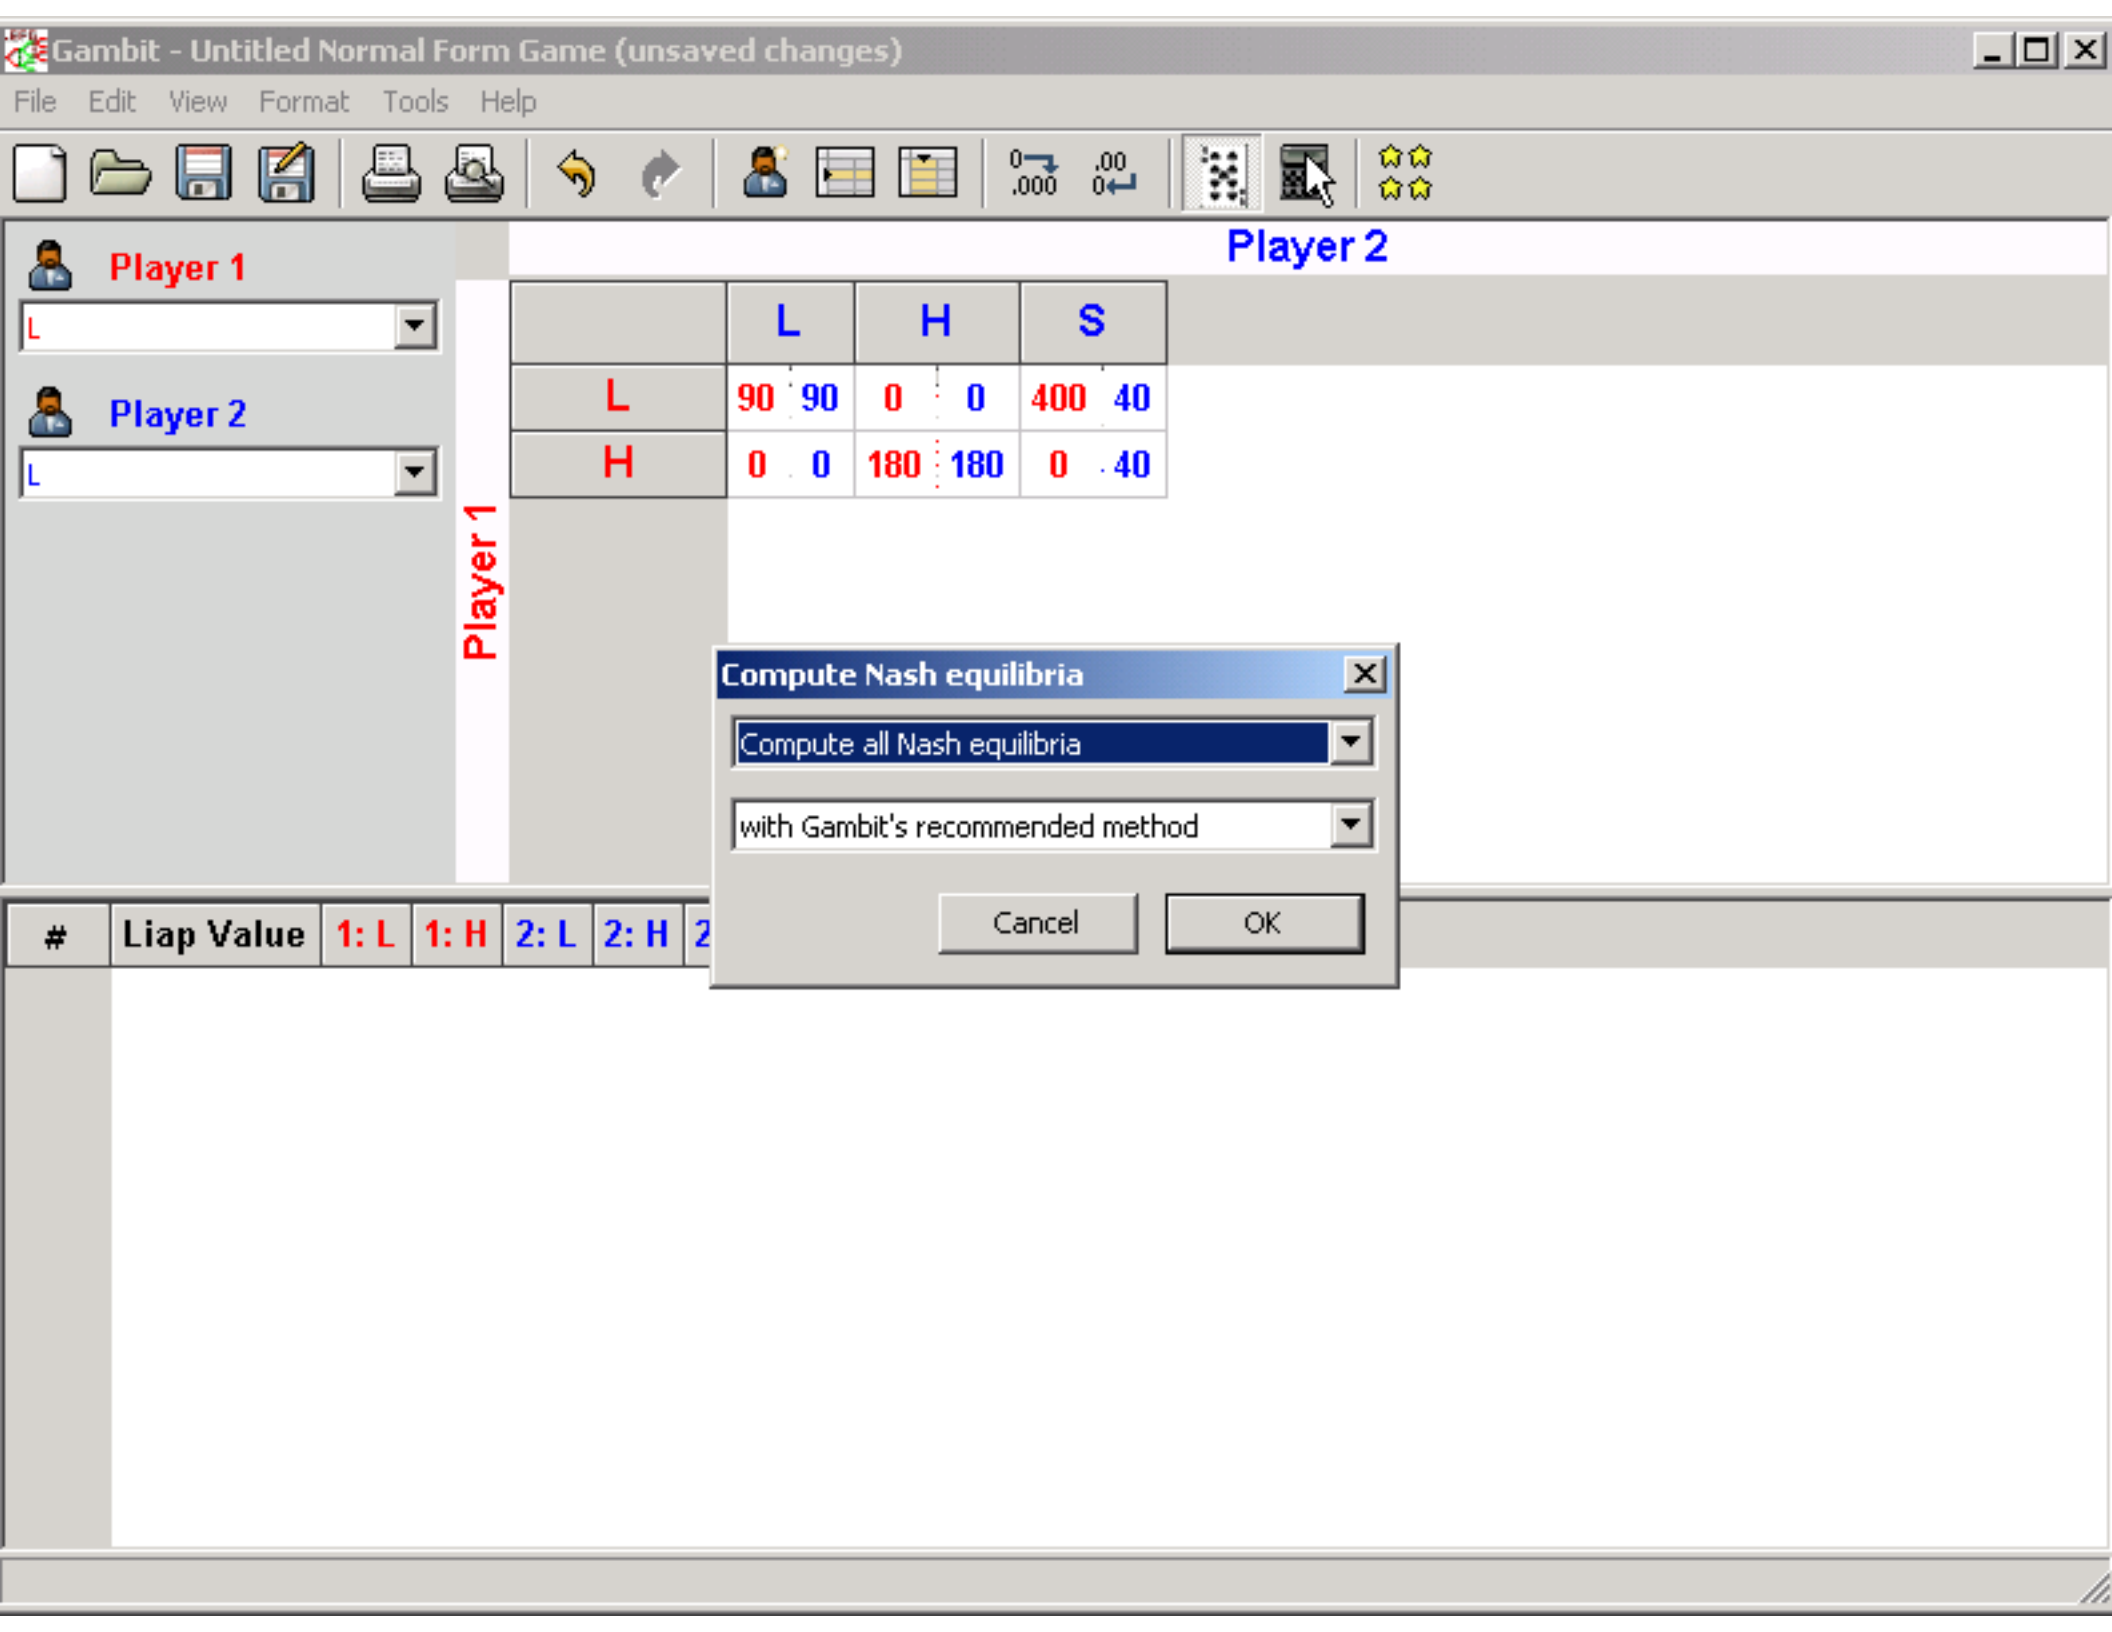 Gambit - Untitled Normal Form Game (unsaved changes)
File Edit View Format Tools Help
0 .000 .00 0
Player 1
L
Player 2
L
Player 2
Player 1
L H S
L 90 90 0 0 400 40
H 0 0 180 180 0 40
Compute Nash equilibria
Compute all Nash equilibria
with Gambit's recommended method
Cancel OK
# Liap Value 1: L 1: H 2: L 2: H 2